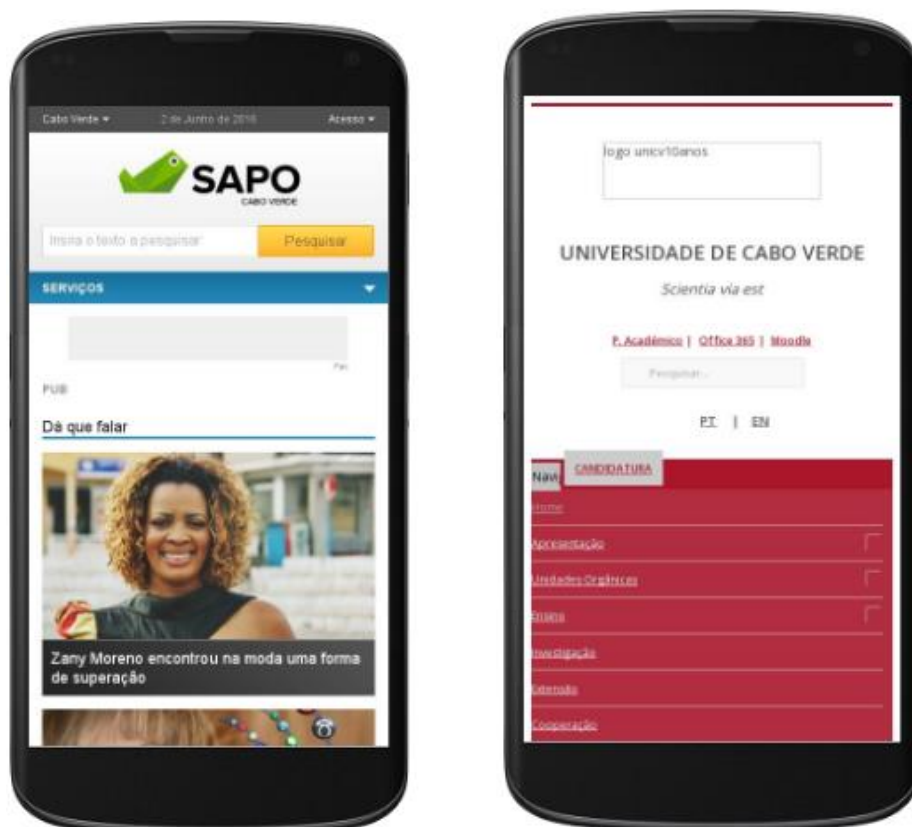 Cabo Verde 2 de Junho de 2016 Acesso
SAPO
CABO VERDE
Insira o texto a pesquisar Pesquisar
SERVIÇOS
Pub
PUB
Dá que falar
Zany Moreno encontrou na moda uma forma
de superação
logo unicv10anos
UNIVERSIDADE DE CABO VERDE
Scientia via est
P. Académico | Office 365 | Moodle
Pesquisar...
PT | EN
Navi CANDIDATURA
Home
Apresentação
Unidades Orgânicas
Ensino
Investigação
Extensão
Cooperação